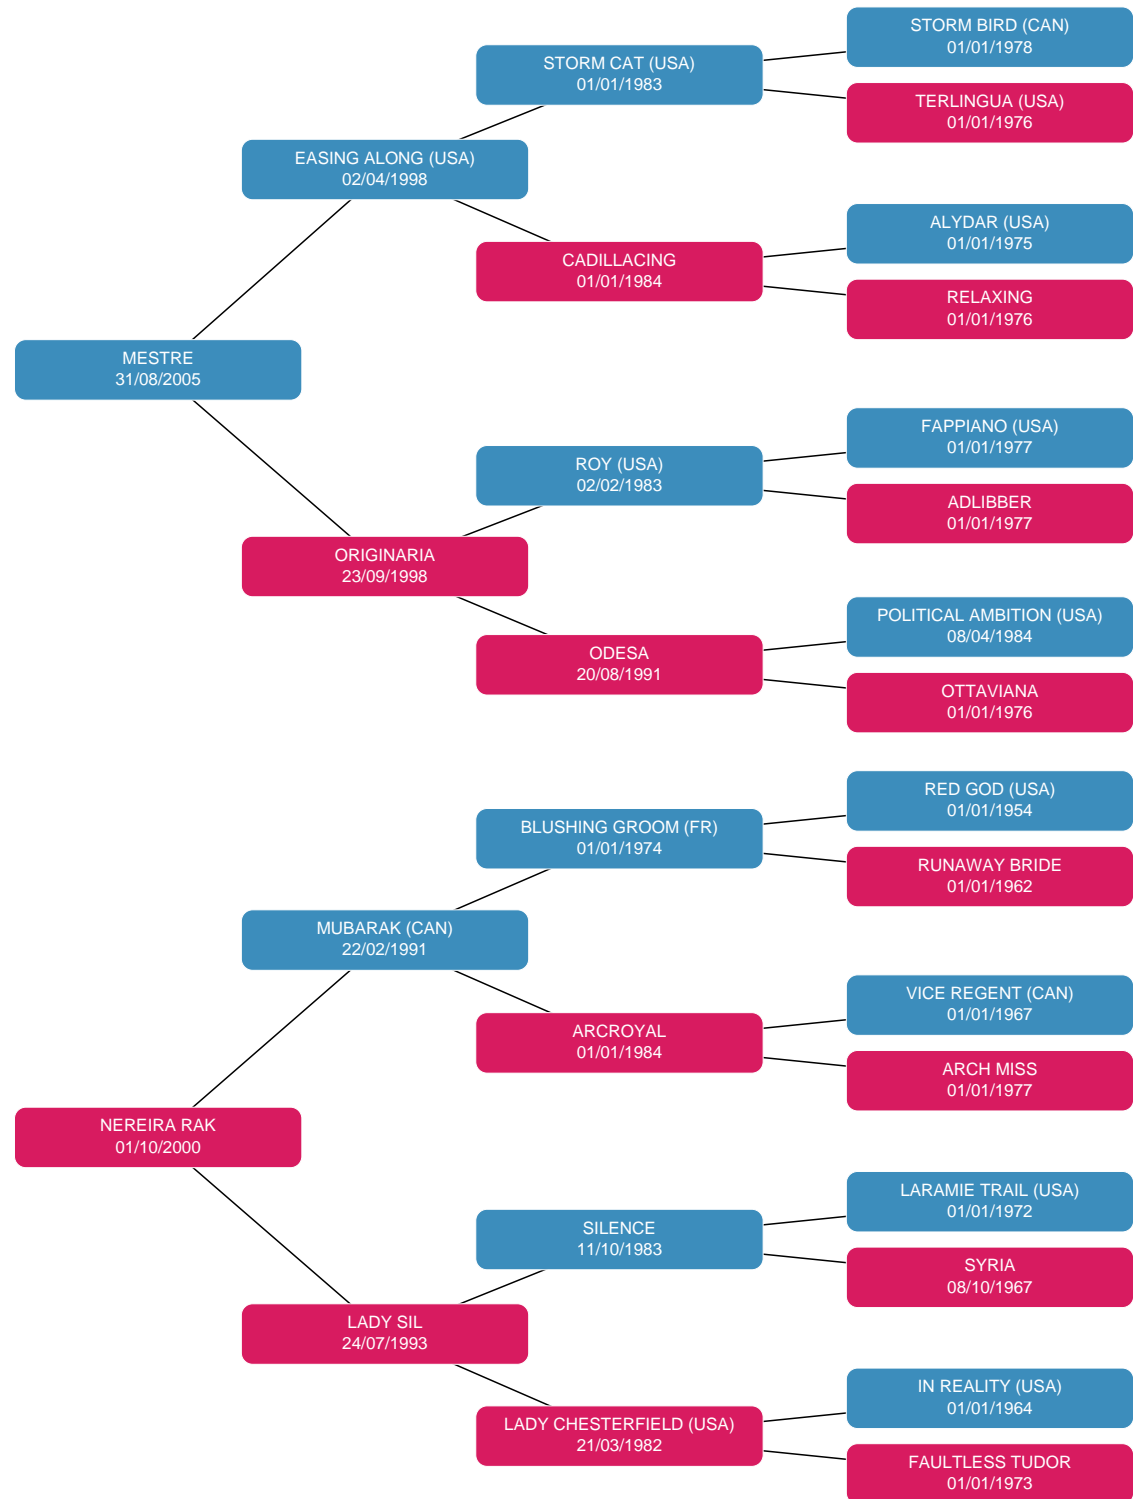 STORM BIRD (CAN)
01/01/1978
STORM CAT (USA)
01/01/1983
TERLINGUA (USA)
01/01/1976
EASING ALONG (USA)
02/04/1998
ALYDAR (USA)
01/01/1975
CADILLACING
01/01/1984
RELAXING
01/01/1976
MESTRE
31/08/2005
FAPPIANO (USA)
01/01/1977
ROY (USA)
02/02/1983
ADLIBBER
01/01/1977
ORIGINARIA
23/09/1998
POLITICAL AMBITION (USA)
08/04/1984
ODESA
20/08/1991
OTTAVIANA
01/01/1976
RED GOD (USA)
01/01/1954
BLUSHING GROOM (FR)
01/01/1974
RUNAWAY BRIDE
01/01/1962
MUBARAK (CAN)
22/02/1991
VICE REGENT (CAN)
01/01/1967
ARCROYAL
01/01/1984
ARCH MISS
01/01/1977
NEREIRA RAK
01/10/2000
LARAMIE TRAIL (USA)
01/01/1972
SILENCE
11/10/1983
SYRIA
08/10/1967
LADY SIL
24/07/1993
IN REALITY (USA)
01/01/1964
LADY CHESTERFIELD (USA)
21/03/1982
FAULTLESS TUDOR
01/01/1973